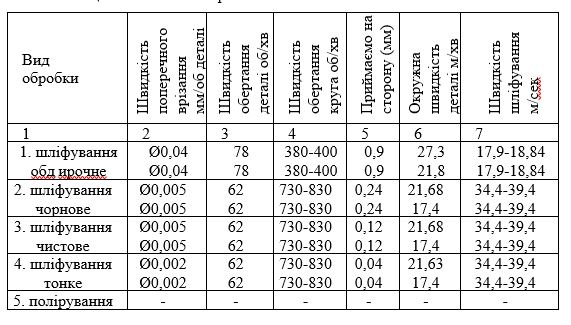 Вид
обробки
Швидкість
поперечного
врізання
мм/об деталі
Швидкість
обертання
деталі об/хв
Швидкість
обертання
круга об/хв
Приймаємо на
сторону (мм)
Окружна
швидкість
деталі м/хв
Швидкість
шліфування
м/сек
1 2 3 4 5 6 7
1. шліфування Ø0,04 78 380-400 0,9 27,3 17,9-18,84
обд ирочне Ø0,04 78 380-400 0,9 21,8 17,9-18,84
2. шліфування Ø0,005 62 730-830 0,24 21,68 34,4-39,4
чорнове Ø0,005 62 730-830 0,24 17,4 34,4-39,4
3. шліфування Ø0,005 62 730-830 0,12 21,68 34,4-39,4
чистове Ø0,005 62 730-830 0,12 17,4 34,4-39,4
4. шліфування Ø0,002 62 730-830 0,04 21,63 34,4-39,4
тонке Ø0,002 62 730-830 0,04 17,4 34,4-39,4
5. полірування - - - - - -